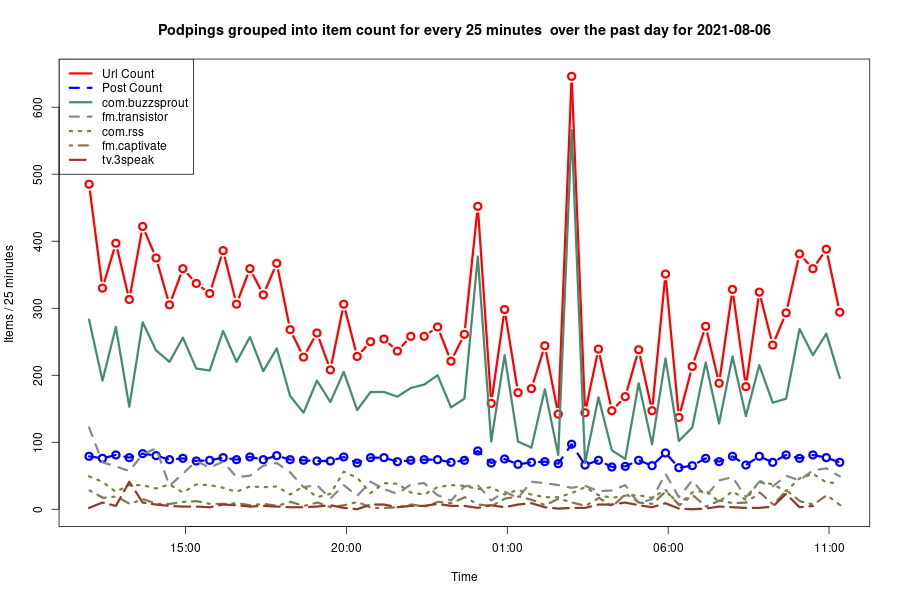 Podpings grouped into item count for every 25 minutes  over the past day for 2021-08-06
Url Count
Post Count
com.buzzsprout
fm.transistor
com.rss
fm.captivate
tv.3speak
Items / 25 minutes
600
500
400
300
200
100
0
15:00 20:00 01:00 06:00 11:00
Time